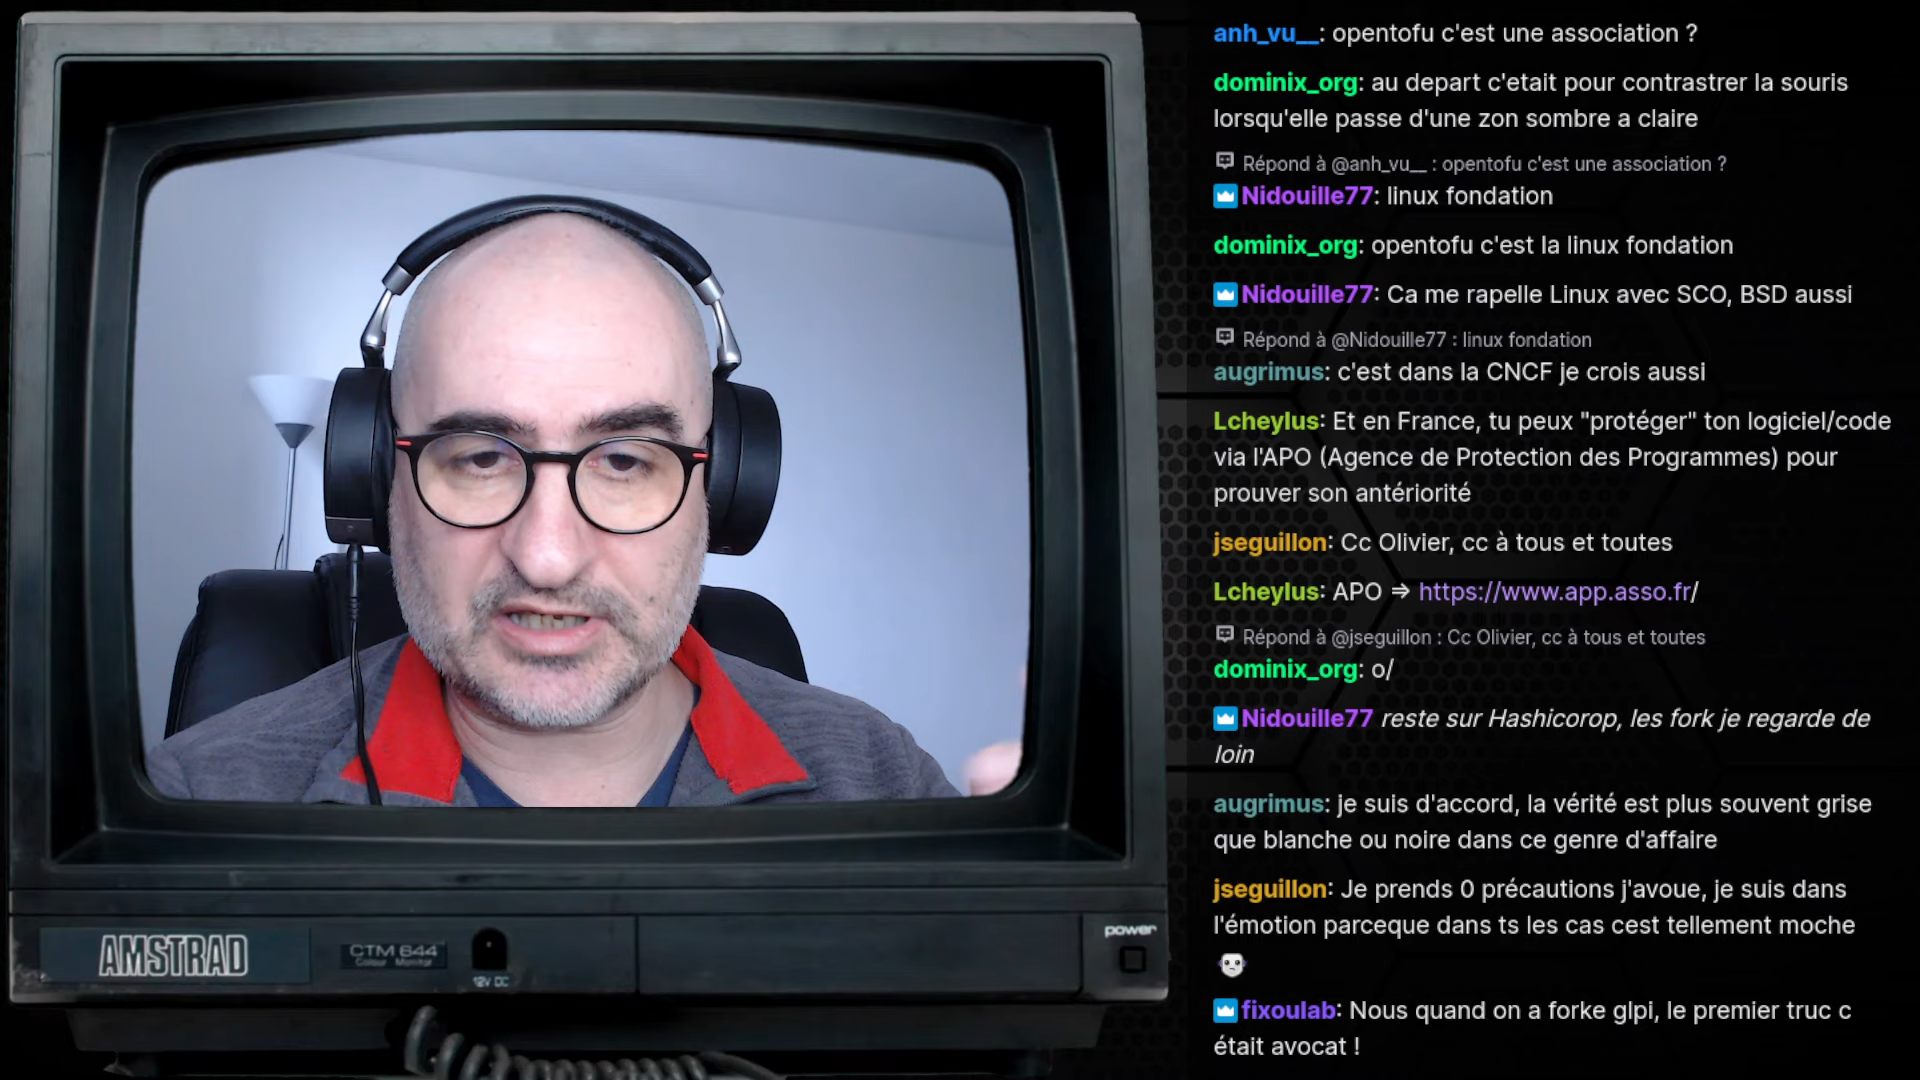 anh_vu__: opentofu c'est une association ?
dominix_org: au depart c'etait pour contrastrer la souris
lorsqu'elle passe d'une zon sombre a claire
Répond à @anh_vu__ : opentofu c'est une association ?
Nidouille77: linux fondation
dominix_org: opentofu c'est la linux fondation
Nidouille77: Ca me rapelle Linux avec SCO, BSD aussi
Répond à @Nidouille77 : linux fondation
augrimus: c'est dans la CNCF je crois aussi
Lcheylus: Et en France, tu peux "protéger" ton logiciel/code
via l'APO (Agence de Protection des Programmes) pour
prouver son antériorité
jseguillon: Cc Olivier, cc à tous et toutes
Lcheylus: APO => https://www.app.asso.fr/
Répond à @jseguillon : Cc Olivier, cc à tous et toutes
dominix_org: o/
Nidouille77 reste sur Hashicorop, les fork je regarde de
loin
augrimus: je suis d'accord, la vérité est plus souvent grise
que blanche ou noire dans ce genre d'affaire
jseguillon: Je prends 0 précautions j'avoue, je suis dans
l'émotion parceque dans ts les cas cest tellement moche
fixoulab: Nous quand on a forke glpi, le premier truc c
était avocat !
AMSTRAD
CTM 644
Colour Monitor
12V DC
power